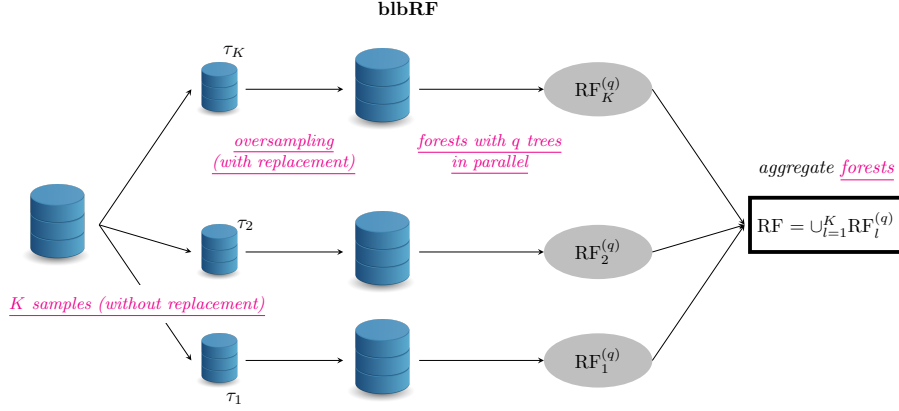 blbRF
τ_K
RF_K^{(q)}
oversampling
(with replacement)
forests with q trees
in parallel
aggregate forests
τ_2
RF_2^{(q)}
RF = ∪_{l=1}^{K} RF_l^{(q)}
K samples (without replacement)
τ_1
RF_1^{(q)}